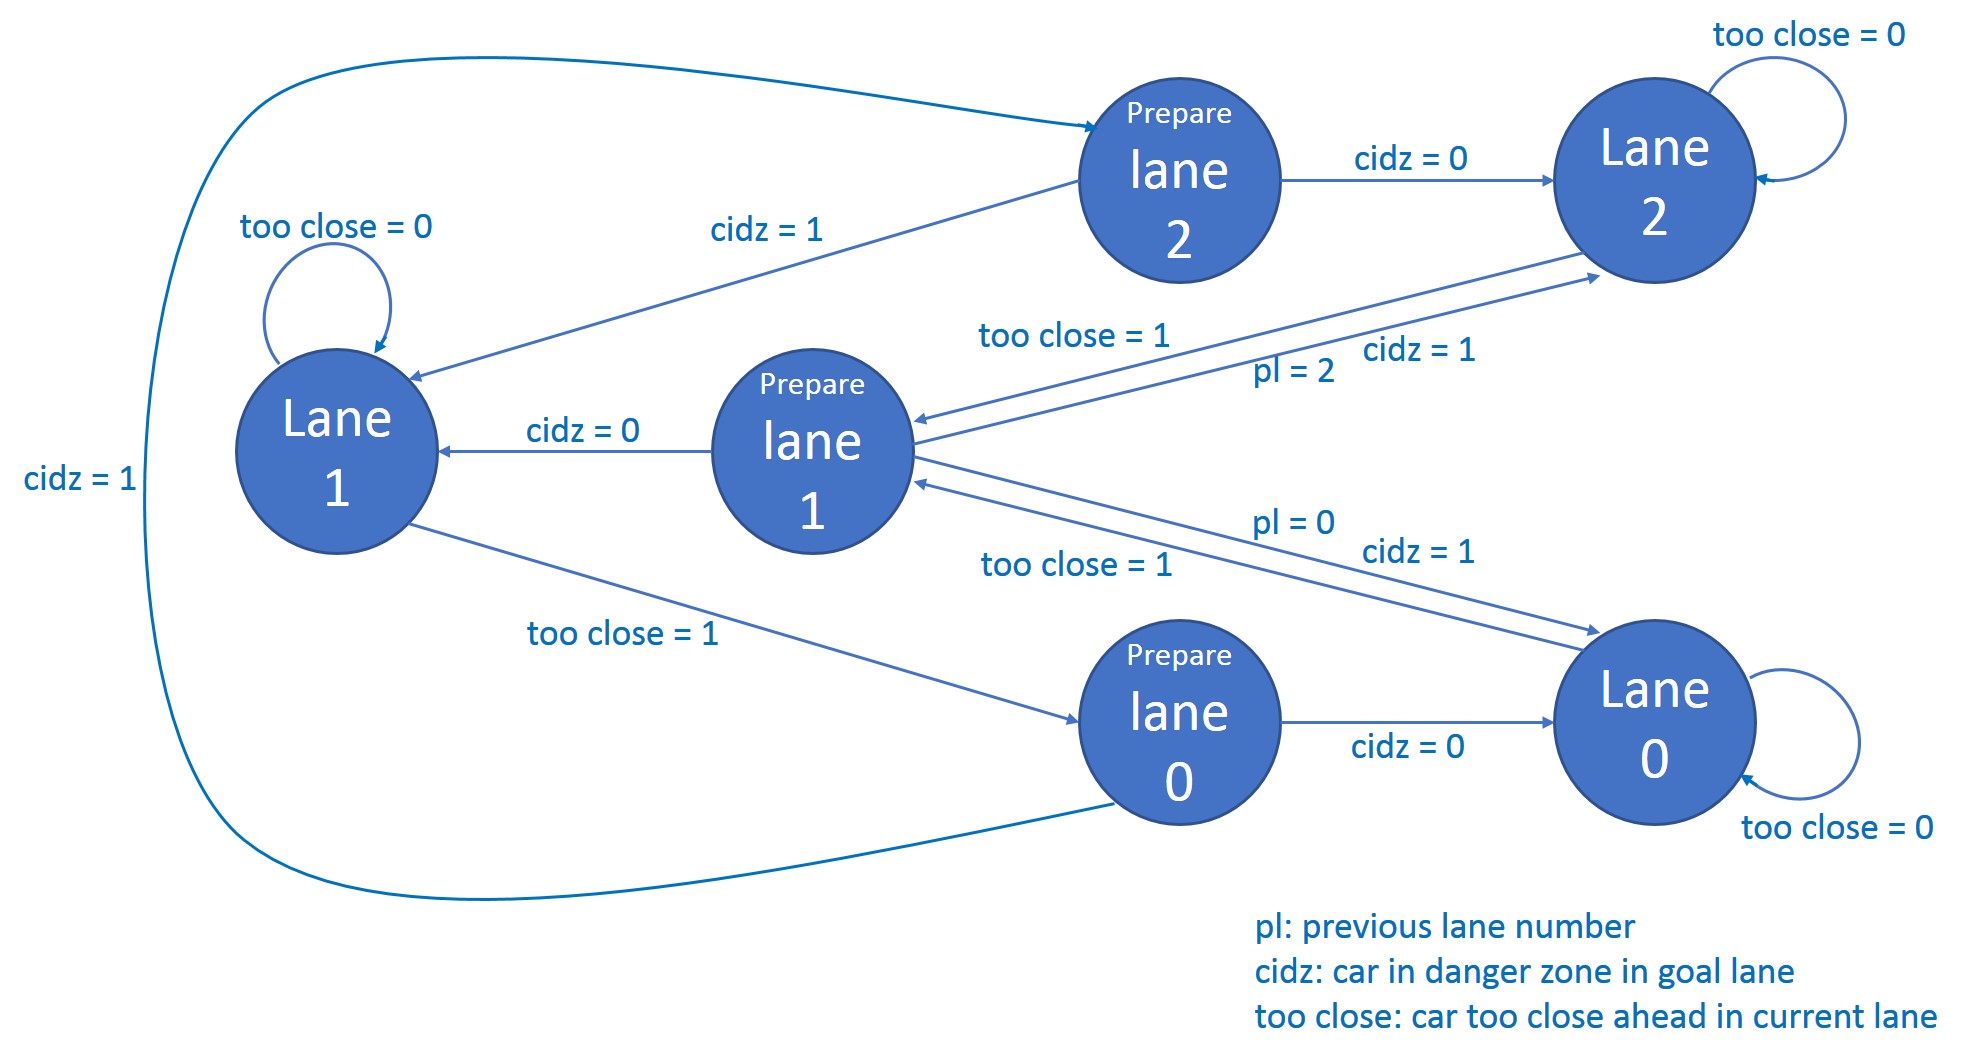 too close = 0
Prepare
lane
2
Lane
2
cidz = 0
cidz = 1
too close = 0
too close = 1
cidz = 1
pl = 2
Lane
1
Prepare
lane
1
cidz = 0
cidz = 1
pl = 0
cidz = 1
too close = 1
too close = 1
Prepare
lane
0
Lane
0
cidz = 0
too close = 0
pl: previous lane number
cidz: car in danger zone in goal lane
too close: car too close ahead in current lane